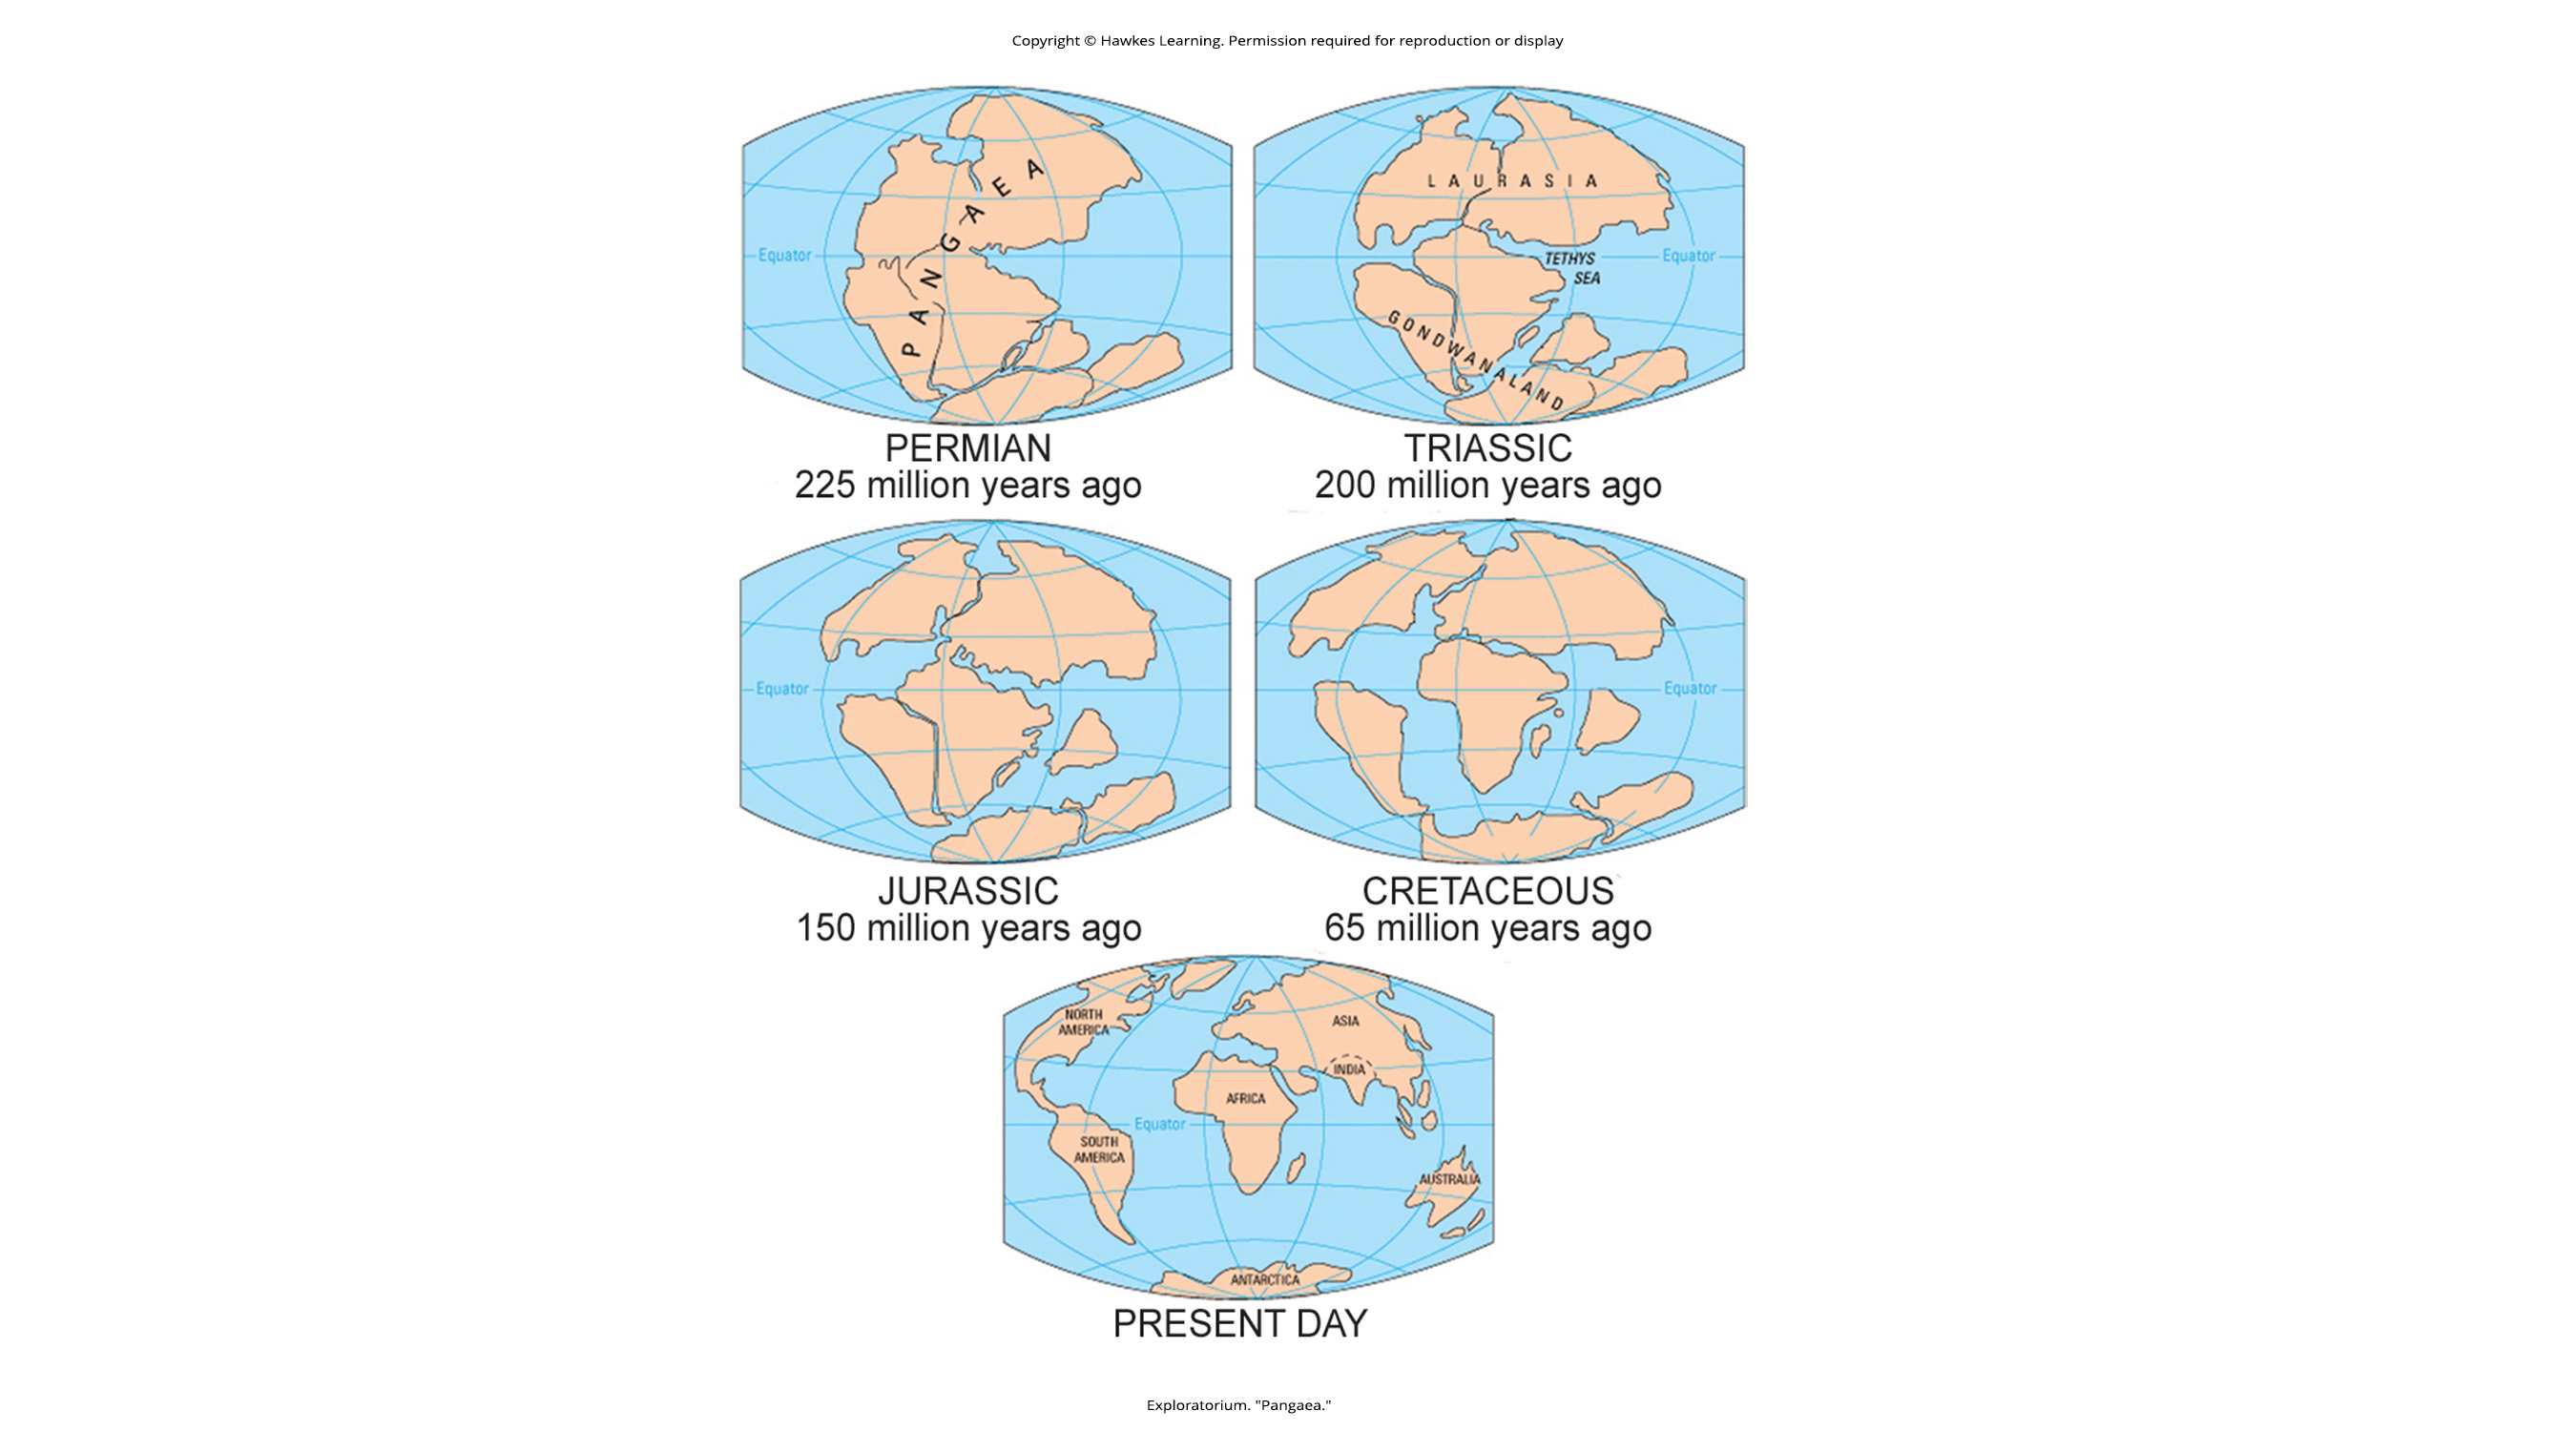 Copyright © Hawkes Learning. Permission required for reproduction or display
PANGAEA
Equator
PERMIAN
225 million years ago
LAURASIA
TETHYS
SEA
Equator
GONDWANALAND
TRIASSIC
200 million years ago
Equator
JURASSIC
150 million years ago
Equator
CRETACEOUS
65 million years ago
NORTH
AMERICA
ASIA
INDIA
AFRICA
Equator
SOUTH
AMERICA
AUSTRALIA
ANTARCTICA
PRESENT DAY
Exploratorium. "Pangaea."